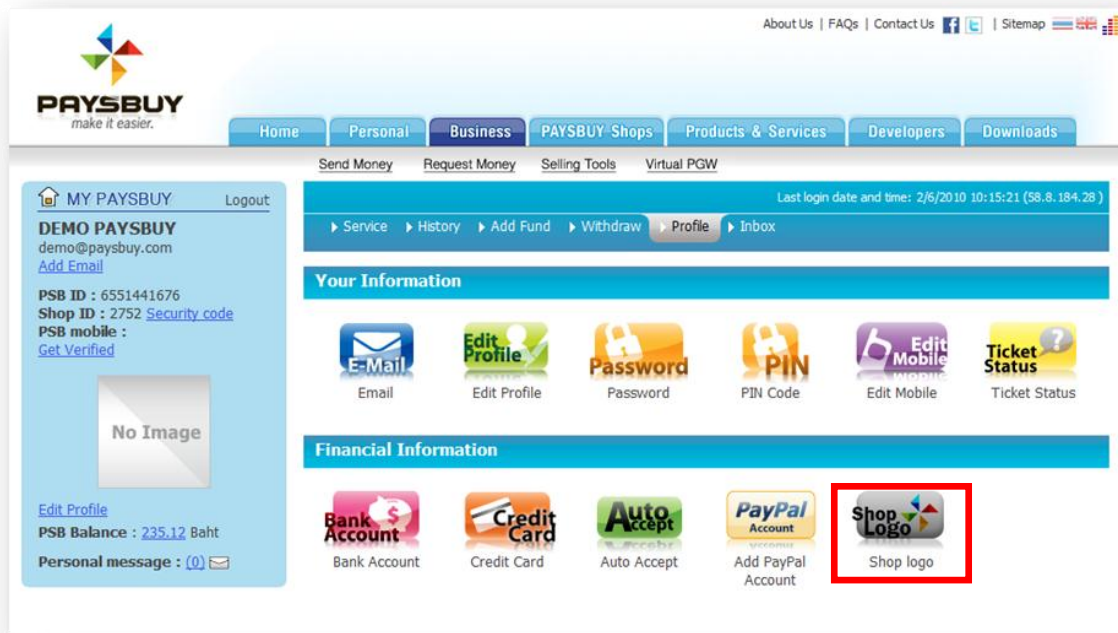 About Us | FAQs | Contact Us | Sitemap
PAYSBUY
make it easier.
Home Personal Business PAYSBUY Shops Products & Services Developers Downloads
Send Money Request Money Selling Tools Virtual PGW
MY PAYSBUY Logout
DEMO PAYSBUY
demo@paysbuy.com
Add Email
PSB ID : 6551441676
Shop ID : 2752 Security code
PSB mobile :
Get Verified
No Image
Edit Profile
PSB Balance : 235.12 Baht
Personal message : (0)
Last login date and time: 2/6/2010 10:15:21 (58.8.184.28 )
Service History Add Fund Withdraw Profile Inbox
Your Information
E-Mail Edit Profile Password PIN Edit Mobile Ticket Status
Email Edit Profile Password PIN Code Edit Mobile Ticket Status
Financial Information
Bank Account Credit Card Auto Accept PayPal Account Shop Logo
Bank Account Credit Card Auto Accept Add PayPal Account Shop logo